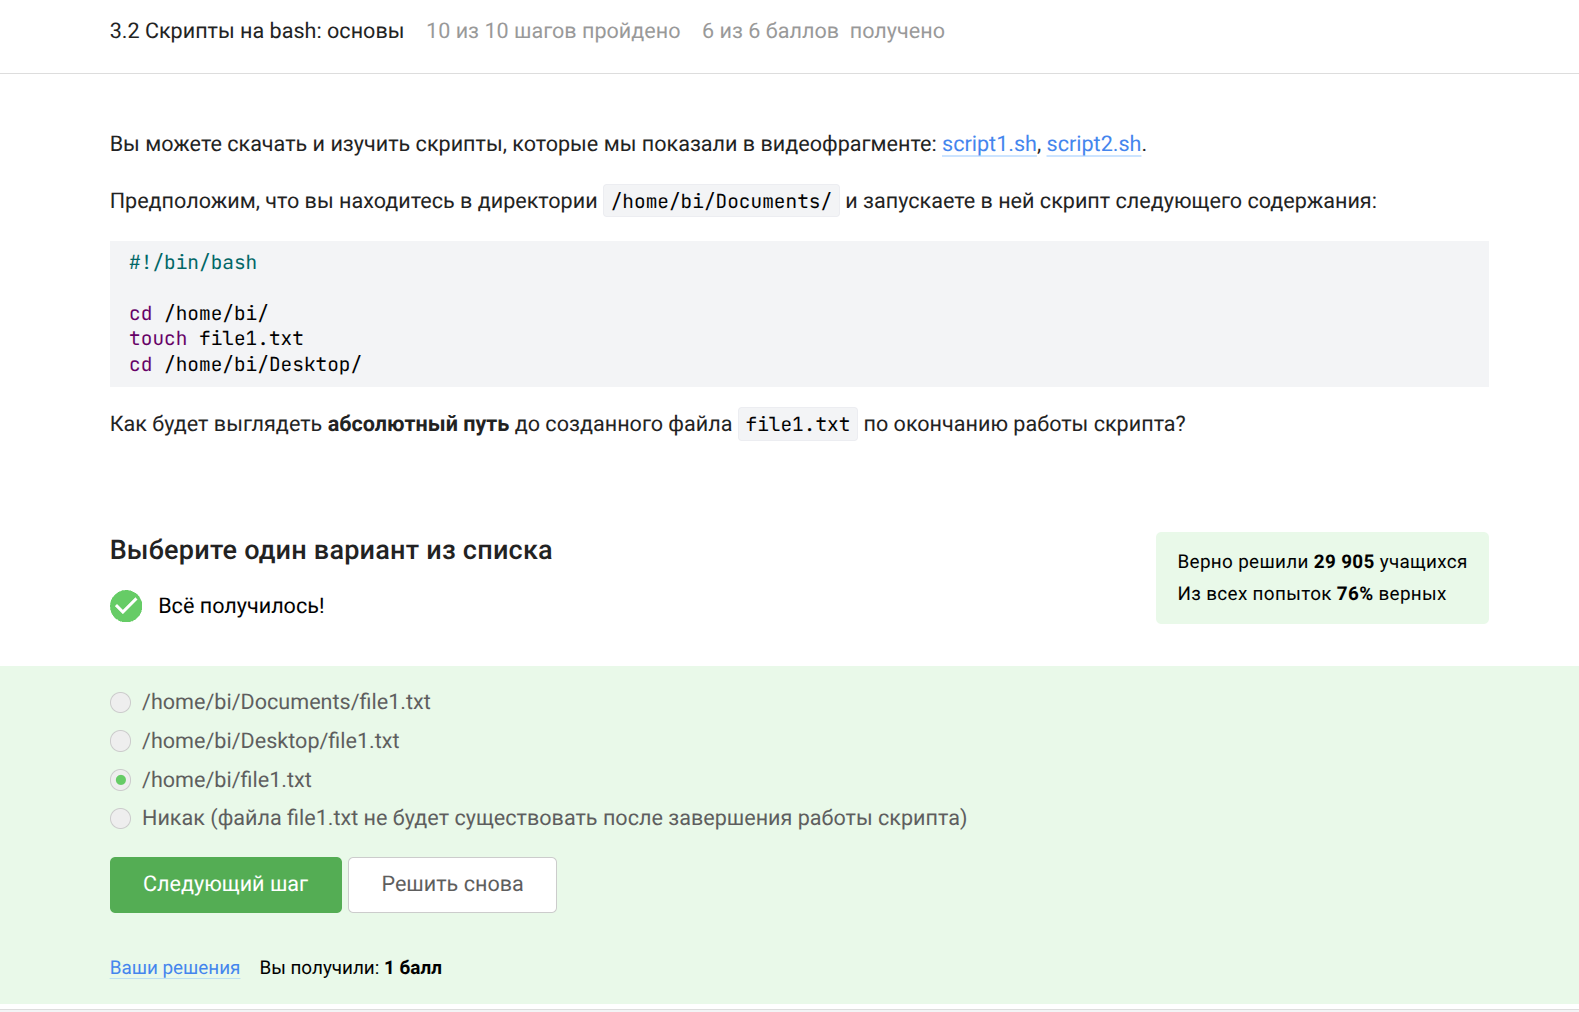 3.2 Скрипты на bash: основы 10 из 10 шагов пройдено 6 из 6 баллов получено
Вы можете скачать и изучить скрипты, которые мы показали в видеофрагменте: script1.sh, script2.sh.
Предположим, что вы находитесь в директории /home/bi/Documents/ и запускаете в ней скрипт следующего содержания:
#!/bin/bash
cd /home/bi/
touch file1.txt
cd /home/bi/Desktop/
Как будет выглядеть абсолютный путь до созданного файла file1.txt по окончанию работы скрипта?
Выберите один вариант из списка
Всё получилось!
Верно решили 29 905 учащихся
Из всех попыток 76% верных
/home/bi/Documents/file1.txt
/home/bi/Desktop/file1.txt
/home/bi/file1.txt
Никак (файла file1.txt не будет существовать после завершения работы скрипта)
Следующий шаг Решить снова
Ваши решения Вы получили: 1 балл